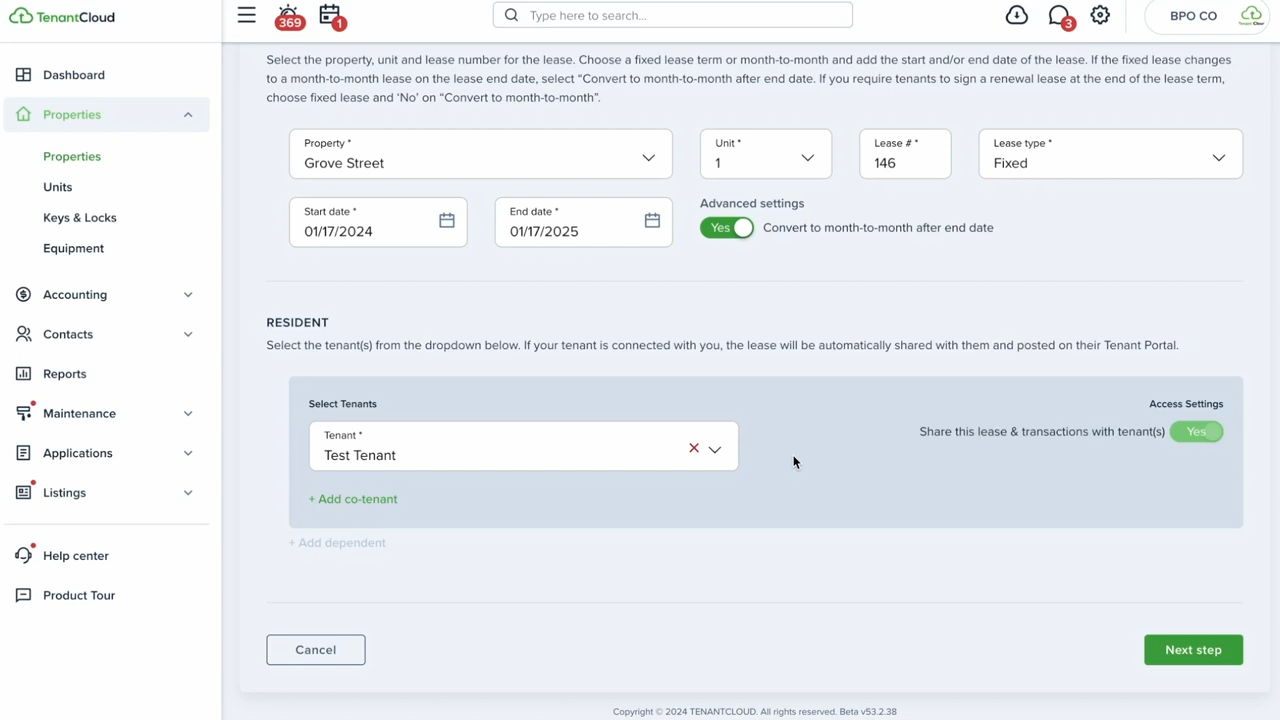 TenantCloud
369
1
Type here to search...
3
BPO CO
Tenant Cloud
Dashboard
Properties
Properties
Units
Keys & Locks
Equipment
Accounting
Contacts
Reports
Maintenance
Applications
Listings
Help center
Product Tour
Select the property, unit and lease number for the lease. Choose a fixed lease term or month-to-month and add the start and/or end date of the lease. If the fixed lease changes
to a month-to-month lease on the lease end date, select “Convert to month-to-month after end date. If you require tenants to sign a renewal lease at the end of the lease term,
choose fixed lease and ‘No’ on “Convert to month-to-month”.
Property *
Grove Street
Unit *
1
Lease # *
146
Lease type *
Fixed
Start date *
01/17/2024
End date *
01/17/2025
Advanced settings
Yes
Convert to month-to-month after end date
RESIDENT
Select the tenant(s) from the dropdown below. If your tenant is connected with you, the lease will be automatically shared with them and posted on their Tenant Portal.
Select Tenants
Access Settings
Tenant *
Test Tenant
Share this lease & transactions with tenant(s)
Yes
+ Add co-tenant
+ Add dependent
Cancel
Next step
Copyright © 2024 TENANTCLOUD. All rights reserved. Beta v53.2.38